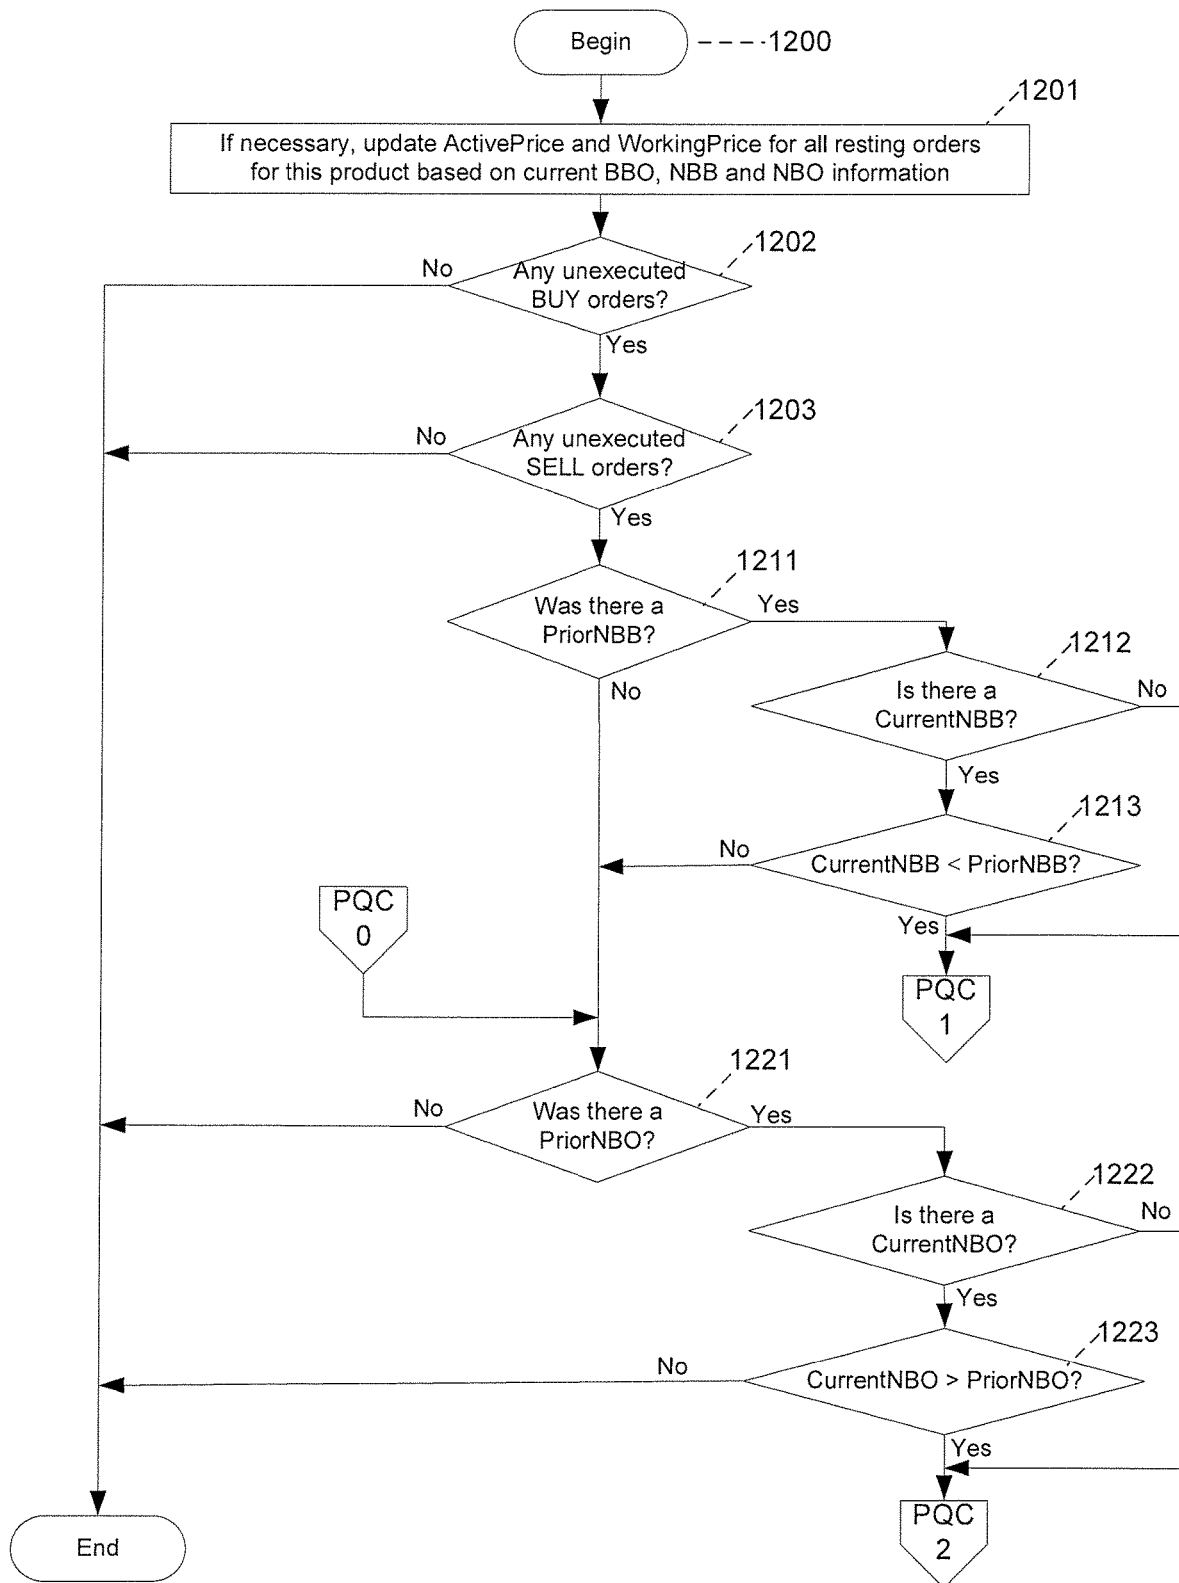 Begin
1200
1201
If necessary, update ActivePrice and WorkingPrice for all resting orders
for this product based on current BBO, NBB and NBO information
1202
No
Any unexecuted
BUY orders?
Yes
1203
No
Any unexecuted
SELL orders?
Yes
1211
Was there a
PriorNBB?
Yes
No
1212
Is there a
CurrentNBB?
No
Yes
1213
No
CurrentNBB < PriorNBB?
Yes
PQC
0
PQC
1
1221
No
Was there a
PriorNBO?
Yes
1222
Is there a
CurrentNBO?
No
Yes
1223
No
CurrentNBO > PriorNBO?
Yes
PQC
2
End